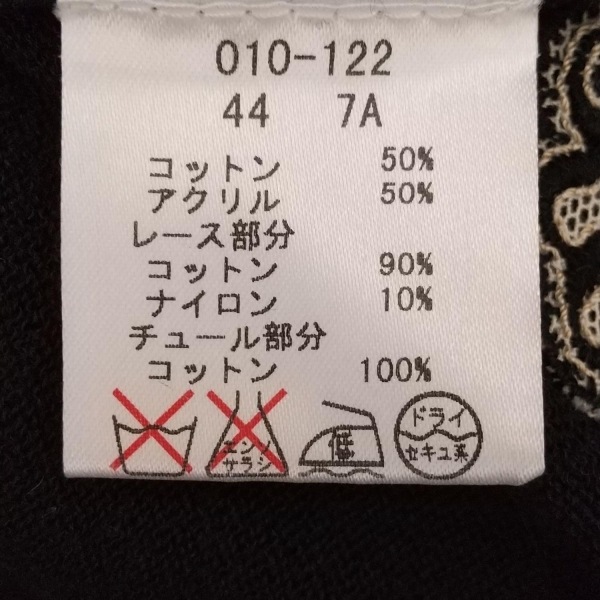 010-122
44 7A
コットン 50%
アクリル 50%
レース部分
コットン 90%
ナイロン 10%
チュール部分
コットン 100%
エンソ
サラシ
低
ドライ
セキユ系